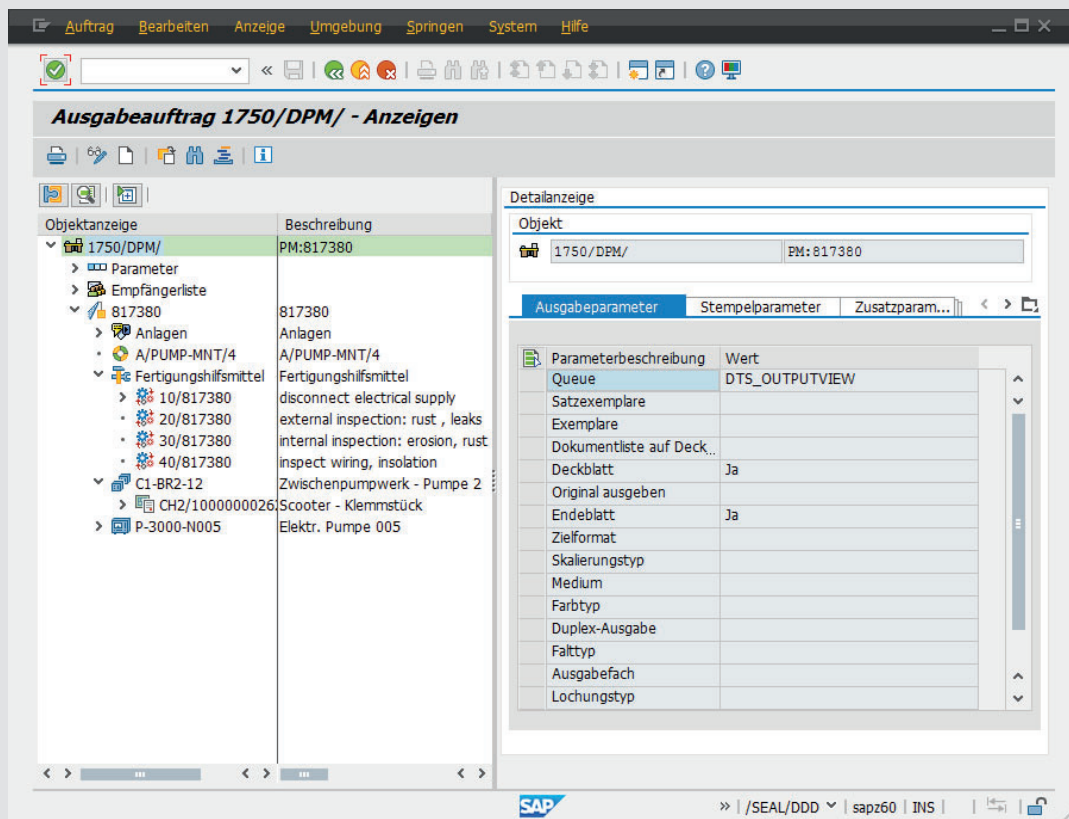 Auftrag Bearbeiten Anzeige Umgebung Springen System Hilfe
Ausgabeauftrag 1750/DPM/ - Anzeigen
Objektanzeige Beschreibung
1750/DPM/ PM:817380
Parameter
Empfängerliste
817380 817380
Anlagen Anlagen
A/PUMP-MNT/4 A/PUMP-MNT/4
Fertigungshilfsmittel Fertigungshilfsmittel
10/817380 disconnect electrical supply
20/817380 external inspection: rust , leaks
30/817380 internal inspection: erosion, rust
40/817380 inspect wiring, insolation
C1-BR2-12 Zwischenpumpwerk - Pumpe 2
CH2/1000000026 Scooter - Klemmstück
P-3000-N005 Elektr. Pumpe 005
Detailanzeige
Objekt
1750/DPM/ PM:817380
Ausgabeparameter Stempelparameter Zusatzparam...
Parameterbeschreibung Wert
Queue DTS_OUTPUTVIEW
Satzexemplare
Exemplare
Dokumentliste auf Deck...
Deckblatt Ja
Original ausgeben
Endeblatt Ja
Zielformat
Skalierungstyp
Medium
Farbtyp
Duplex-Ausgabe
Falttyp
Ausgabefach
Lochungstyp
SAP » /SEAL/DDD sapz60 INS